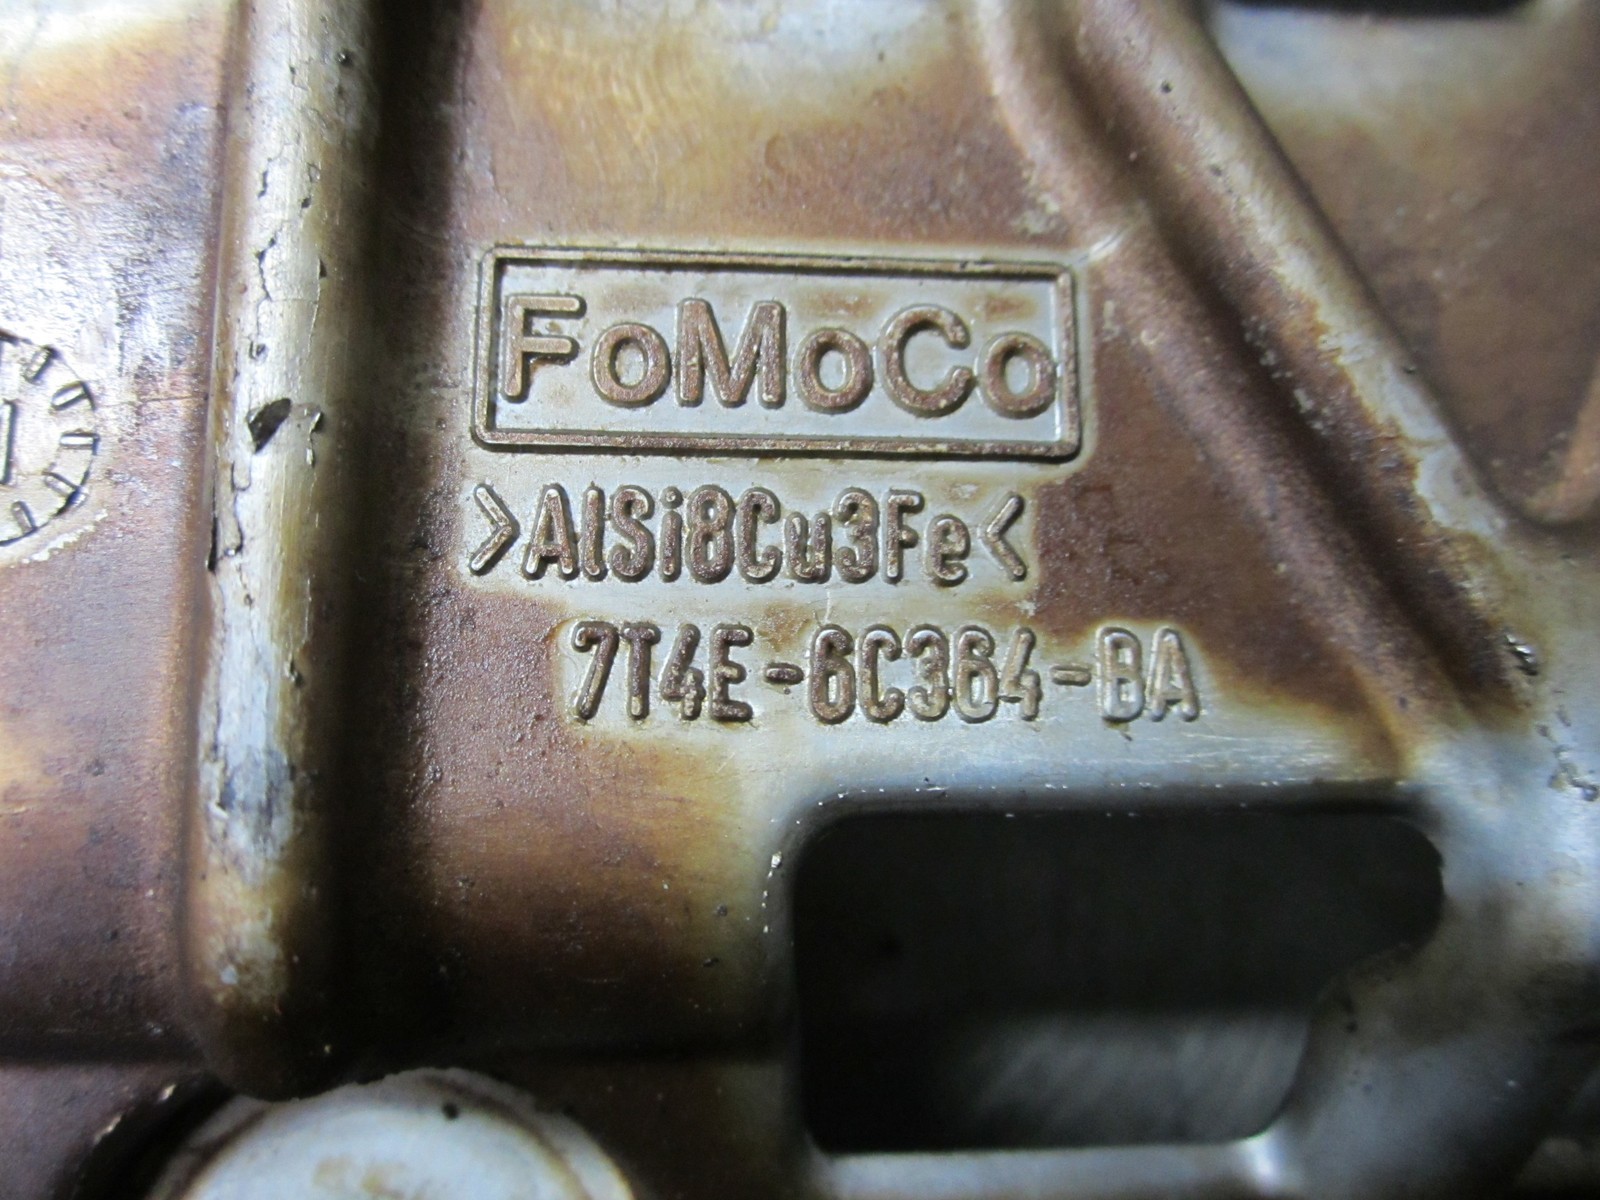 FoMoCo
>AlSi8Cu3Fe<
7T4E-6C364-BA